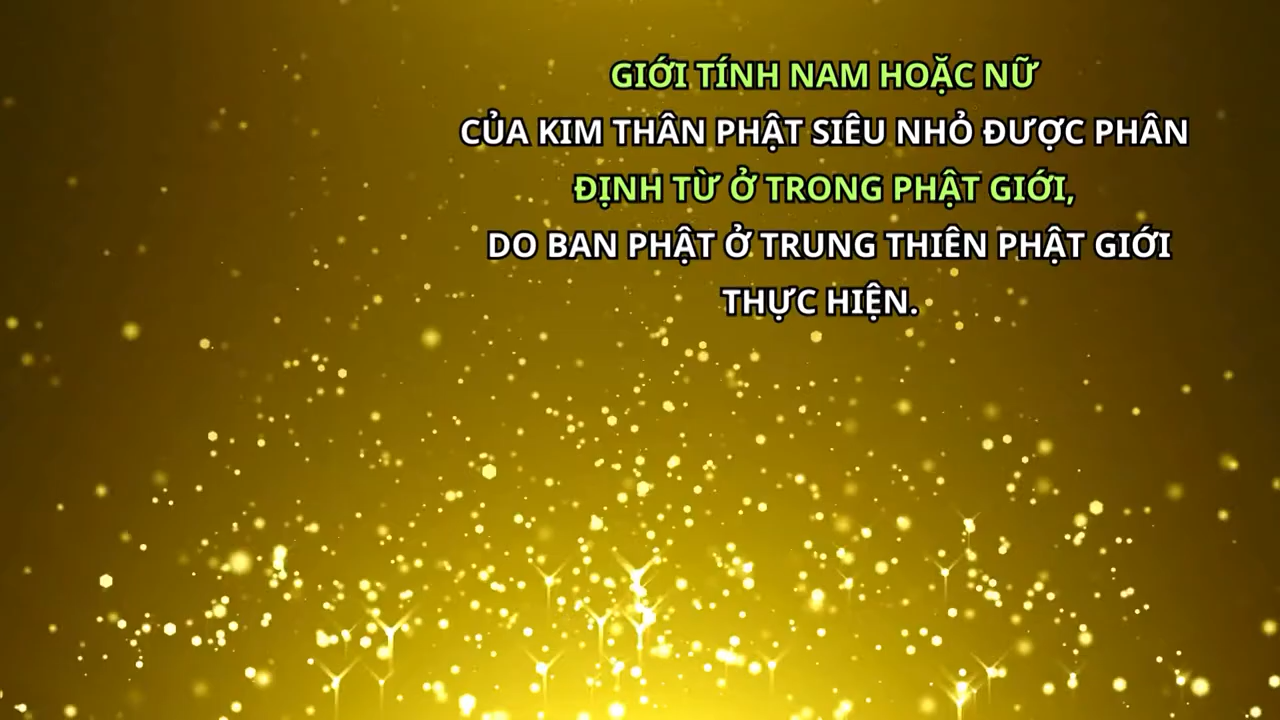 GIỚI TÍNH NAM HOẶC NỮ
CỦA KIM THÂN PHẬT SIÊU NHỎ ĐƯỢC PHÂN
ĐỊNH TỪ Ở TRONG PHẬT GIỚI,
DO BAN PHẬT Ở TRUNG THIÊN PHẬT GIỚI
THỰC HIỆN.